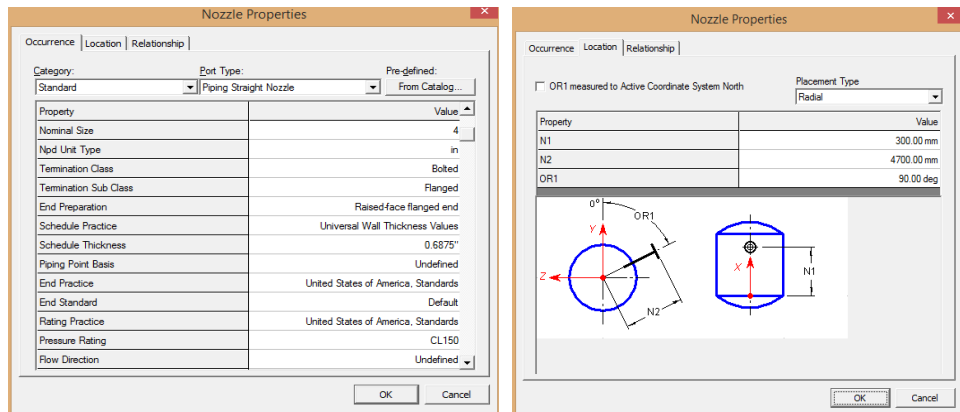 Nozzle Properties
Occurrence Location Relationship
Category: Port Type: Pre-defined:
Standard Piping Straight Nozzle From Catalog...
Property Value
Nominal Size 4
Npd Unit Type in
Termination Class Bolted
Termination Sub Class Flanged
End Preparation Raised-face flanged end
Schedule Practice Universal Wall Thickness Values
Schedule Thickness 0.6875"
Piping Point Basis Undefined
End Practice United States of America, Standards
End Standard Default
Rating Practice United States of America, Standards
Pressure Rating CL150
Flow Direction Undefined
OK Cancel
Nozzle Properties
Occurrence Location Relationship
OR1 measured to Active Coordinate System North
Placement Type
Radial
Property Value
N1 300.00 mm
N2 4700.00 mm
OR1 90.00 deg
0°
OR1
Y
Z
N2
X
N1
OK Cancel